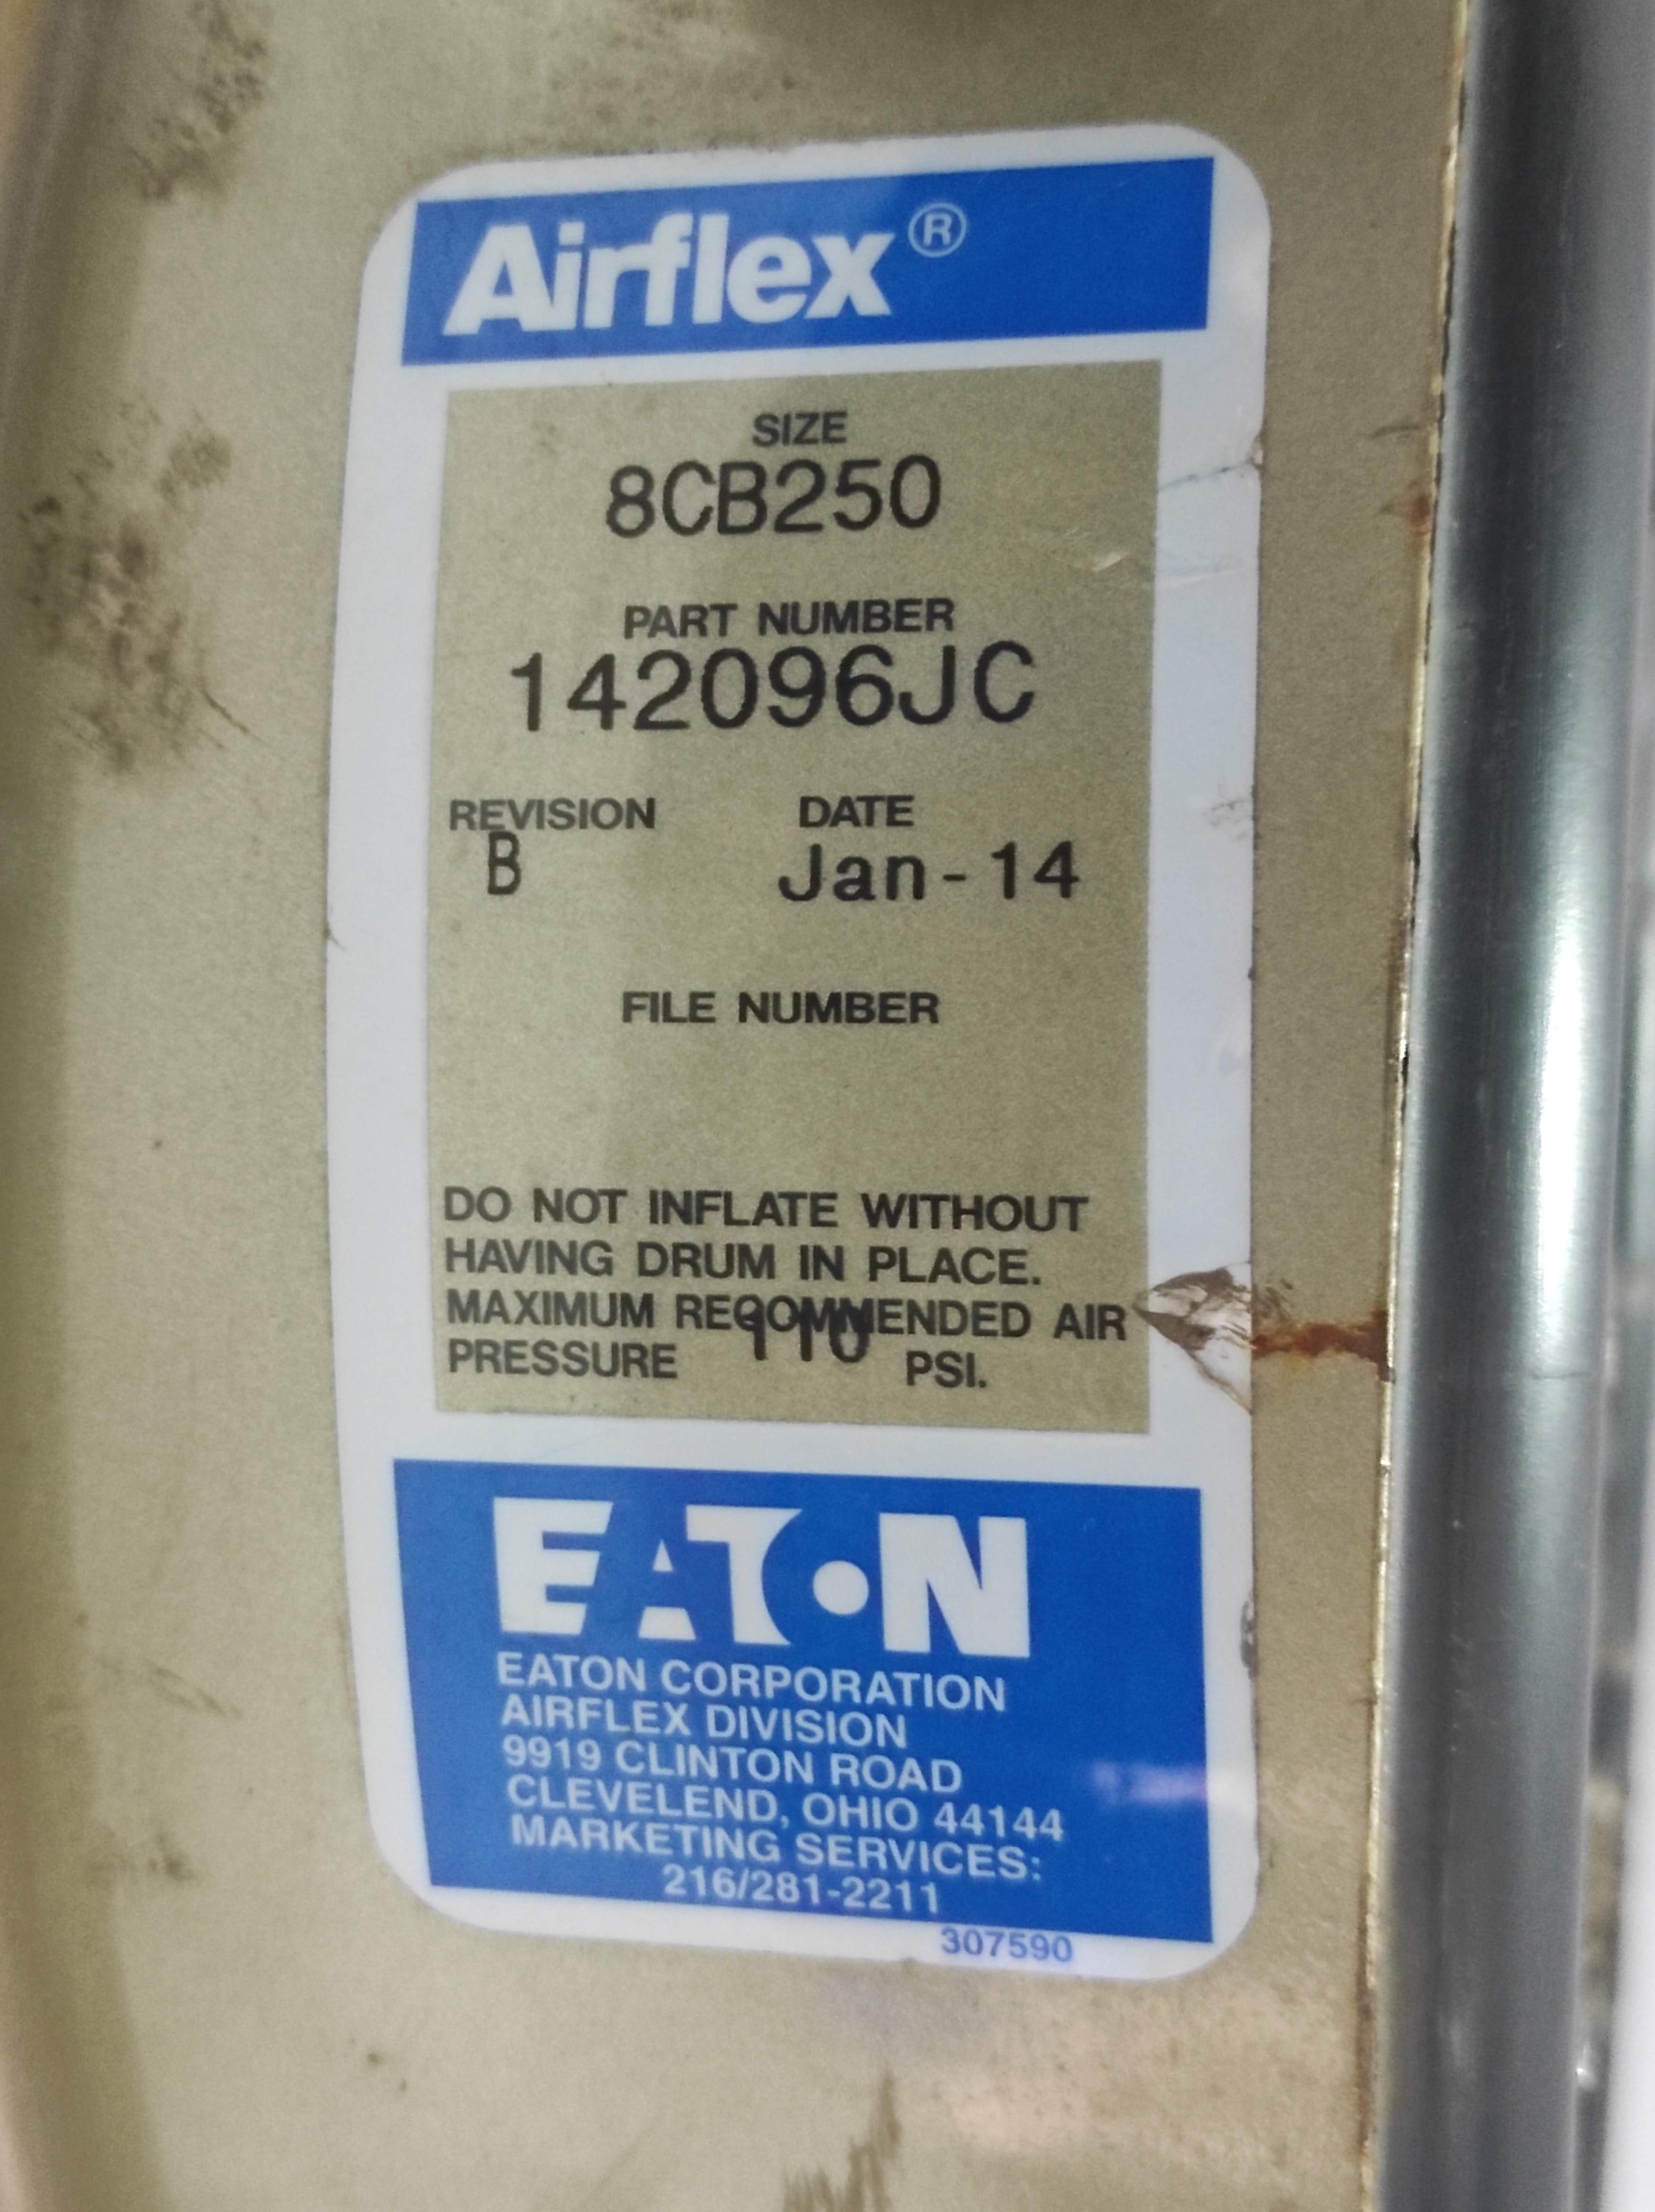 Airflex®
SIZE
8CB250
PART NUMBER
142096JC
REVISION DATE
B Jan-14
FILE NUMBER
DO NOT INFLATE WITHOUT
HAVING DRUM IN PLACE.
MAXIMUM RECOMMENDED AIR
PRESSURE 110 PSI.
EATON
EATON CORPORATION
AIRFLEX DIVISION
9919 CLINTON ROAD
CLEVELEND, OHIO 44144
MARKETING SERVICES:
216/281-2211
307590